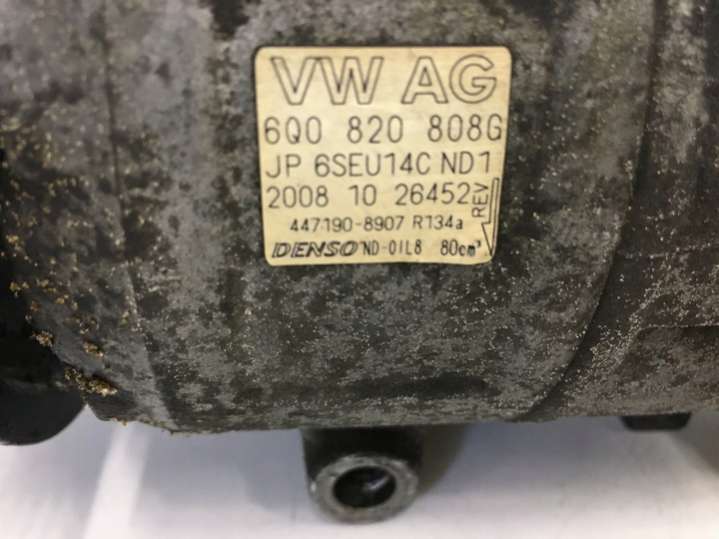 VW AG
6Q0 820 808G
JP 6SEU14C ND1
2008 10 26452
REV
447190-8907 R134a
DENSO ND-OIL8 80cm³